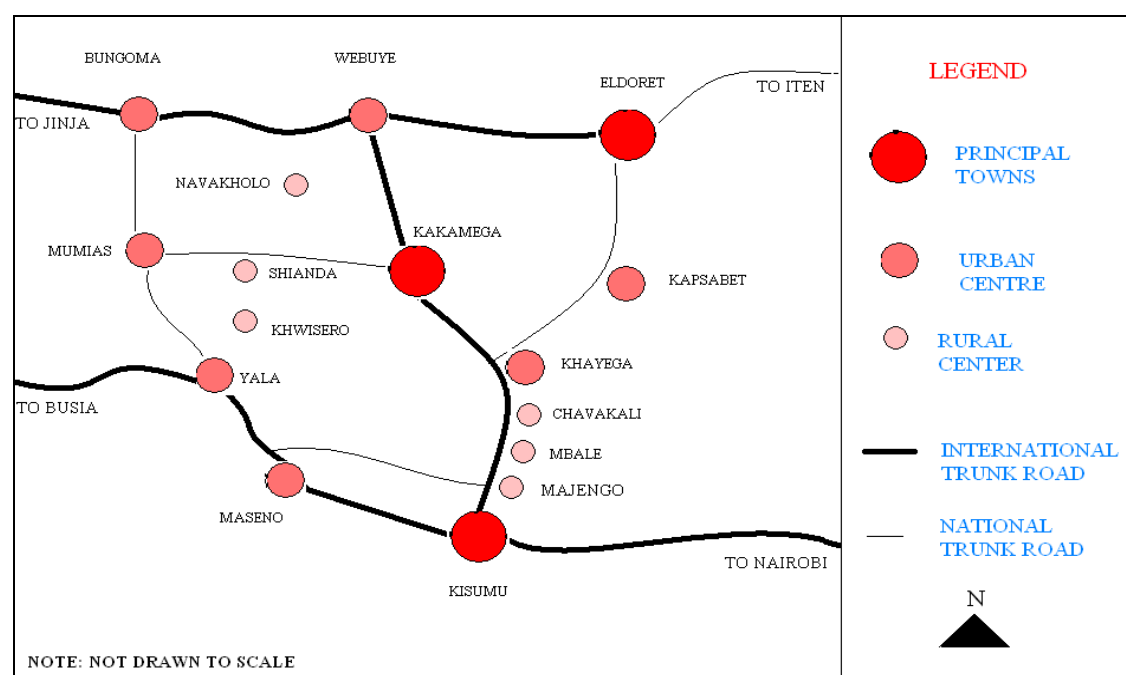 BUNGOMA
WEBUYE
ELDORET
TO ITEN
TO JINJA
NAVAKHOLO
KAKAMEGA
MUMIAS
SHIANDA
KAPSABET
KHWISERO
KHAYEGA
YALA
TO BUSIA
CHAVAKALI
MBALE
MAJENGO
MASENO
TO NAIROBI
KISUMU
NOTE: NOT DRAWN TO SCALE
LEGEND
PRINCIPAL
TOWNS
URBAN
CENTRE
RURAL
CENTER
INTERNATIONAL
TRUNK ROAD
NATIONAL
TRUNK ROAD
N